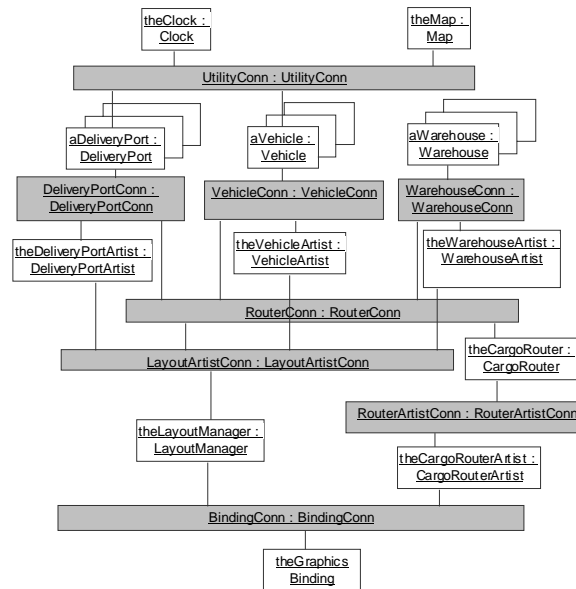 theClock :
Clock
theMap :
Map
UtilityConn : UtilityConn
aDeliveryPort :
DeliveryPort
aVehicle :
Vehicle
aWarehouse :
Warehouse
DeliveryPortConn :
DeliveryPortConn
VehicleConn : VehicleConn
WarehouseConn :
WarehouseConn
theDeliveryPortArtist :
DeliveryPortArtist
theVehicleArtist :
VehicleArtist
theWarehouseArtist :
WarehouseArtist
RouterConn : RouterConn
LayoutArtistConn : LayoutArtistConn
theCargoRouter :
CargoRouter
RouterArtistConn : RouterArtistConn
theLayoutManager :
LayoutManager
theCargoRouterArtist :
CargoRouterArtist
BindingConn : BindingConn
theGraphics
Binding